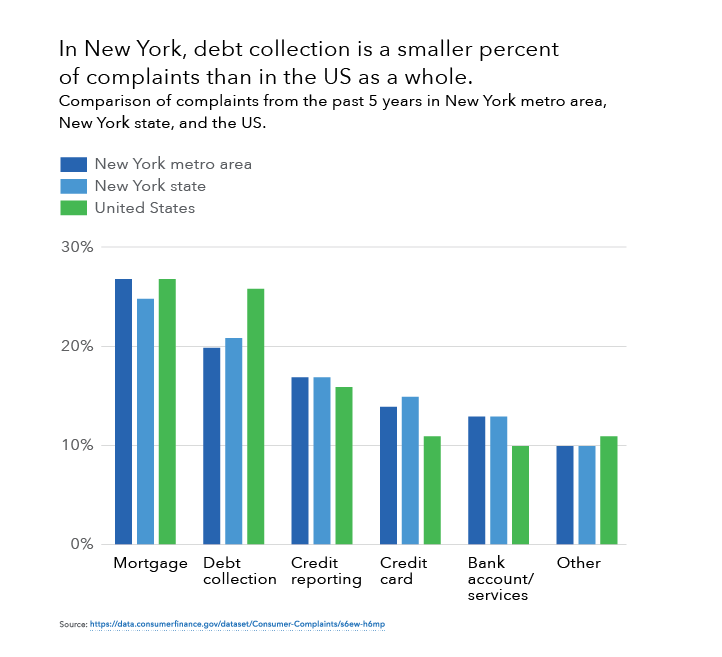 In New York, debt collection is a smaller percent
of complaints than in the US as a whole.
Comparison of complaints from the past 5 years in New York metro area,
New York state, and the US.
New York metro area
New York state
United States
30%
20%
10%
0%
Mortgage
Debt
collection
Credit
reporting
Credit
card
Bank
account/
services
Other
Source: https://data.consumerfinance.gov/dataset/Consumer-Complaints/s6ew-h6mp